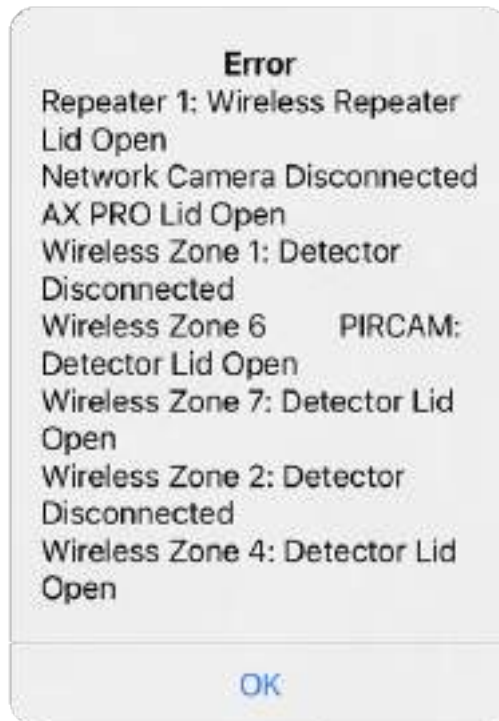 Error
Repeater 1: Wireless Repeater
Lid Open
Network Camera Disconnected
AX PRO Lid Open
Wireless Zone 1: Detector
Disconnected
Wireless Zone 6 PIRCAM:
Detector Lid Open
Wireless Zone 7: Detector Lid
Open
Wireless Zone 2: Detector
Disconnected
Wireless Zone 4: Detector Lid
Open
OK